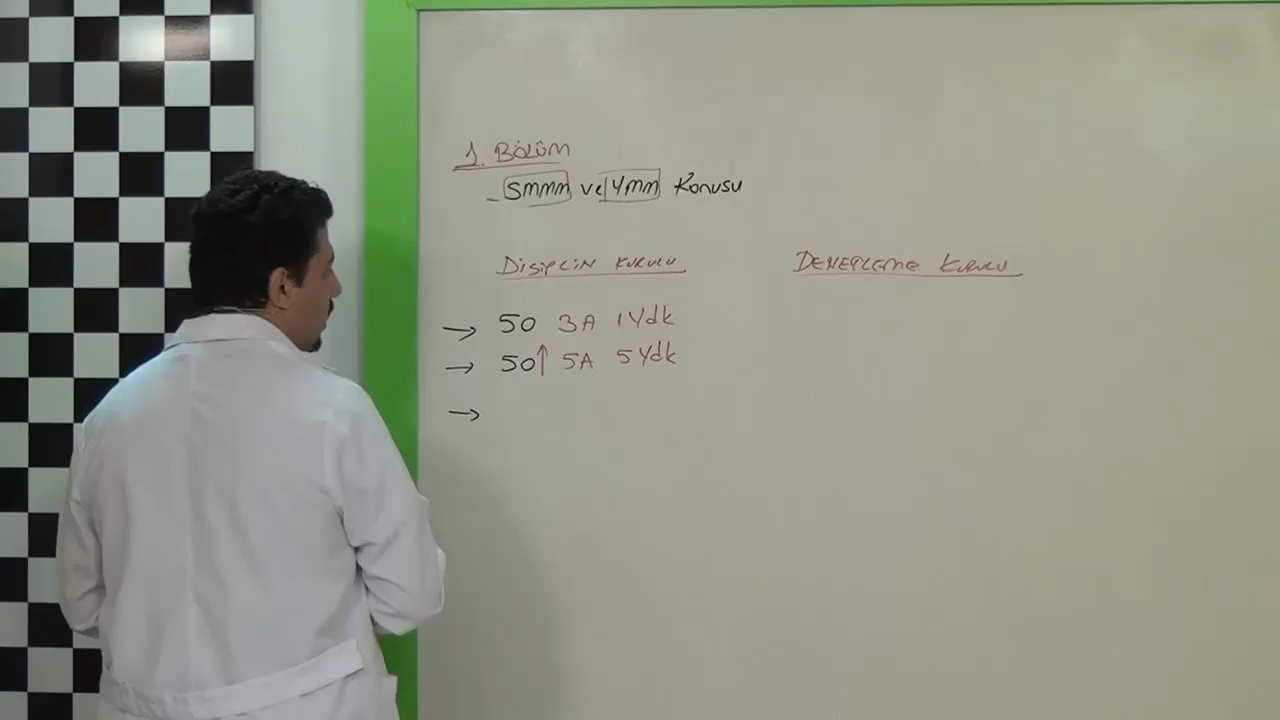 1. BÖLÜM
- SMMM ve YMM Konusu
DİSİPLİN KURULU
DENETLEME KURULU
→ 50 3A 1Ydk
→ 50↑ 5A 5Ydk
→